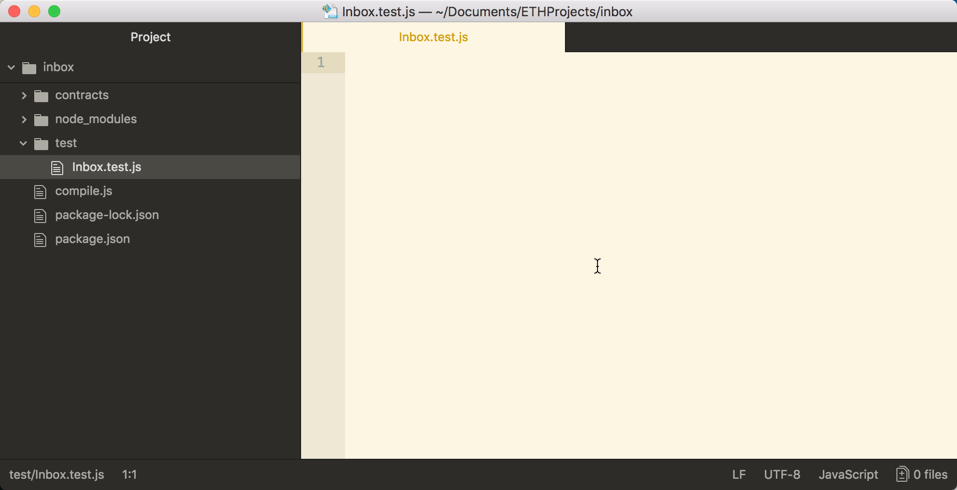 Inbox.test.js — ~/Documents/ETHProjects/inbox
Project
Inbox.test.js
inbox
1
contracts
node_modules
test
Inbox.test.js
compile.js
package-lock.json
package.json
test/Inbox.test.js 1:1 LF UTF-8 JavaScript 0 files